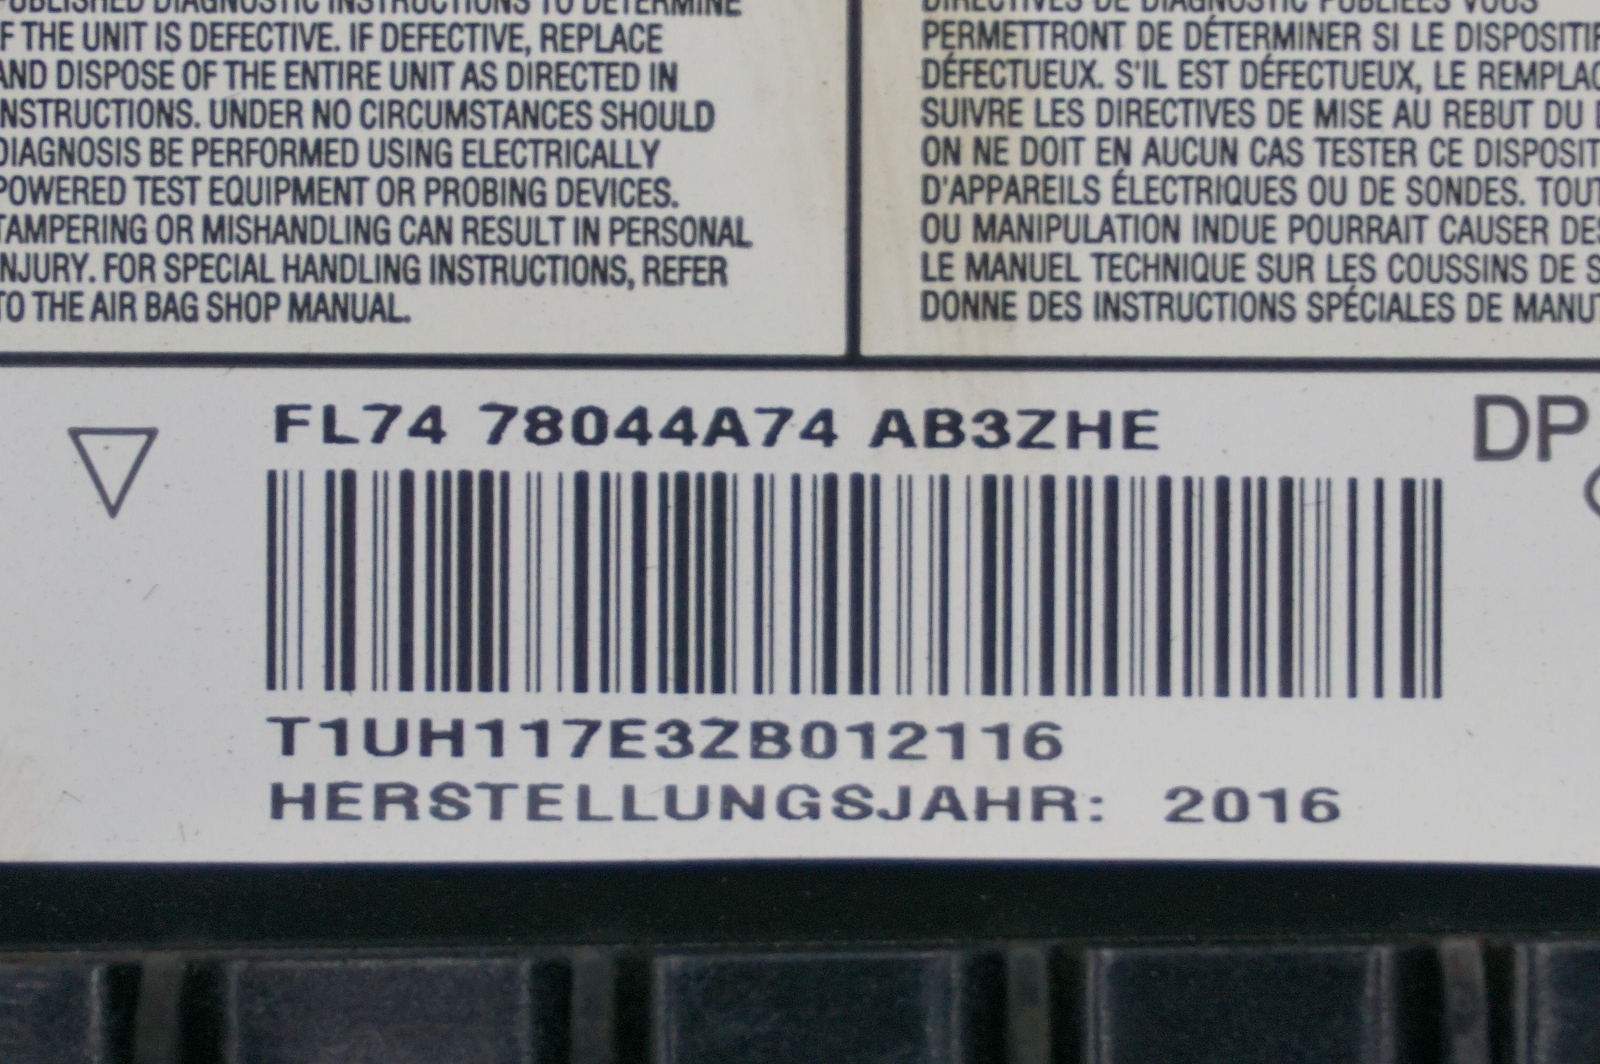 PUBLISHED DIAGNOSTIC INSTRUCTIONS TO DETERMINE
IF THE UNIT IS DEFECTIVE. IF DEFECTIVE, REPLACE
AND DISPOSE OF THE ENTIRE UNIT AS DIRECTED IN
INSTRUCTIONS. UNDER NO CIRCUMSTANCES SHOULD
DIAGNOSIS BE PERFORMED USING ELECTRICALLY
POWERED TEST EQUIPMENT OR PROBING DEVICES.
TAMPERING OR MISHANDLING CAN RESULT IN PERSONAL
INJURY. FOR SPECIAL HANDLING INSTRUCTIONS, REFER
TO THE AIR BAG SHOP MANUAL.
DIRECTIVES DE DIAGNOSTIC PUBLIÉES VOUS
PERMETTRONT DE DÉTERMINER SI LE DISPOSITIF
DÉFECTUEUX. S'IL EST DÉFECTUEUX, LE REMPLAC
SUIVRE LES DIRECTIVES DE MISE AU REBUT DU
ON NE DOIT EN AUCUN CAS TESTER CE DISPOSIT
D'APPAREILS ÉLECTRIQUES OU DE SONDES. TOUT
OU MANIPULATION INDUE POURRAIT CAUSER DES
LE MANUEL TECHNIQUE SUR LES COUSSINS DE S
DONNE DES INSTRUCTIONS SPÉCIALES DE MANUT
FL74 78044A74 AB3ZHE
DP
T1UH117E3ZB012116
HERSTELLUNGSJAHR: 2016